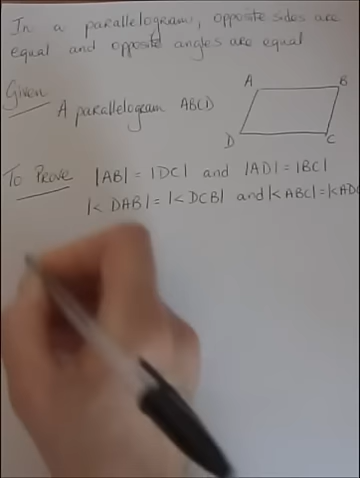 In a parallelogram, opposite sides are
equal and opposite angles are equal
Given
A parallelogram ABCD
A B
D C
To Prove |AB| = |DC| and |AD| = |BC|
|< DAB| = |< DCB| and |< ABC| = |< ADC